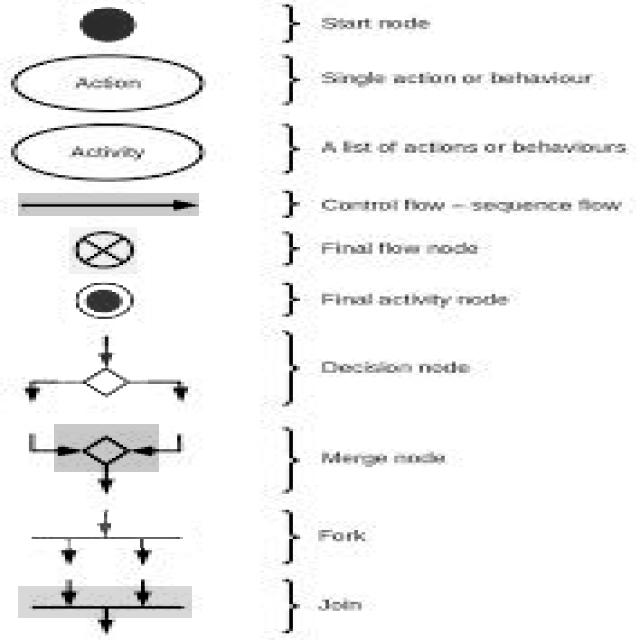 Start node
Action
Single action or behaviour
Activity
A list of actions or behaviours
Control flow – sequence flow
Final flow node
Final activity node
Decision node
Merge node
Fork
Join